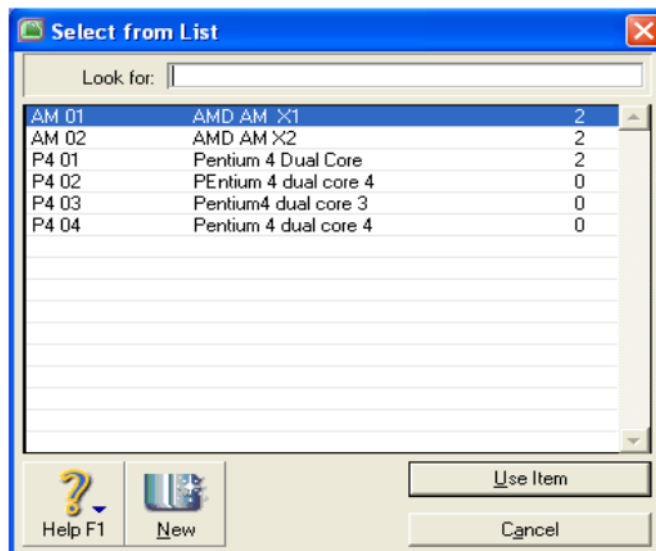 Select from List
Look for:
AM 01 AMD AM X1 2
AM 02 AMD AM X2 2
P4 01 Pentium 4 Dual Core 2
P4 02 PEntium 4 dual core 4 0
P4 03 Pentium4 dual core 3 0
P4 04 Pentium 4 dual core 4 0
Use Item
Help F1 New Cancel